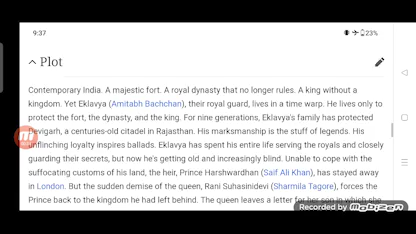 9:37
23%
Plot
Contemporary India. A majestic fort. A royal dynasty that no longer rules. A king without a
kingdom. Yet Eklavya (Amitabh Bachchan), their royal guard, lives in a time warp. He lives only to
protect the fort, the dynasty, and the king. For nine generations, Eklavya's family has protected
Devigarh, a centuries-old citadel in Rajasthan. His marksmanship is the stuff of legends. His
unflinching loyalty inspires ballads. Eklavya has spent his entire life serving the royals and closely
guarding their secrets, but now he's getting old and increasingly blind. Unable to cope with the
suffocating customs of his land, the heir, Prince Harshwardhan (Saif Ali Khan), has stayed away
in London. But the sudden demise of the queen, Rani Suhasinidevi (Sharmila Tagore), forces the
Prince back to the kingdom he had left behind. The queen leaves a letter for her son in which she
Recorded by Mobizen